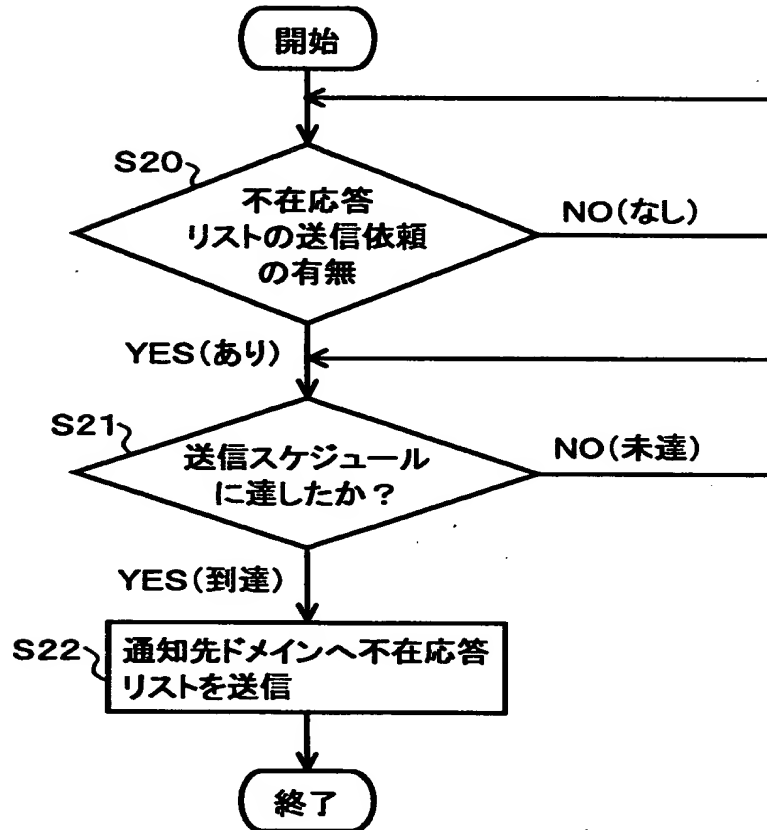 開始
S20
不在応答
リストの送信依頼
の有無
NO(なし)
YES(あり)
S21
送信スケジュール
に達したか?
NO(未達)
YES(到達)
S22
通知先ドメインへ不在応答
リストを送信
終了